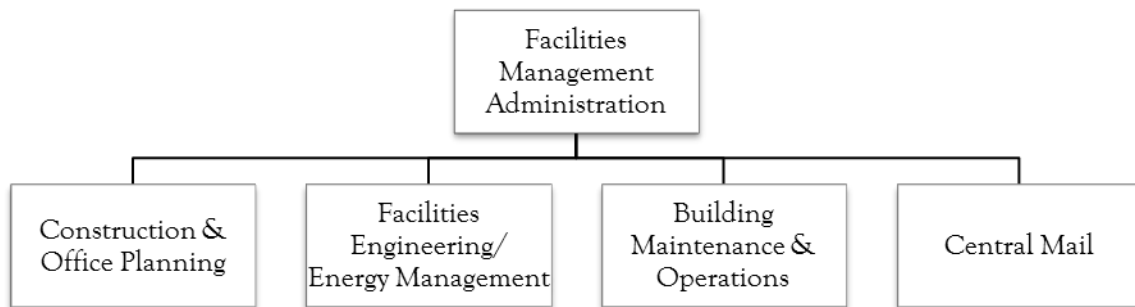 Facilities
Management
Administration
Construction &
Office Planning
Facilities
Engineering/
Energy Management
Building
Maintenance &
Operations
Central Mail